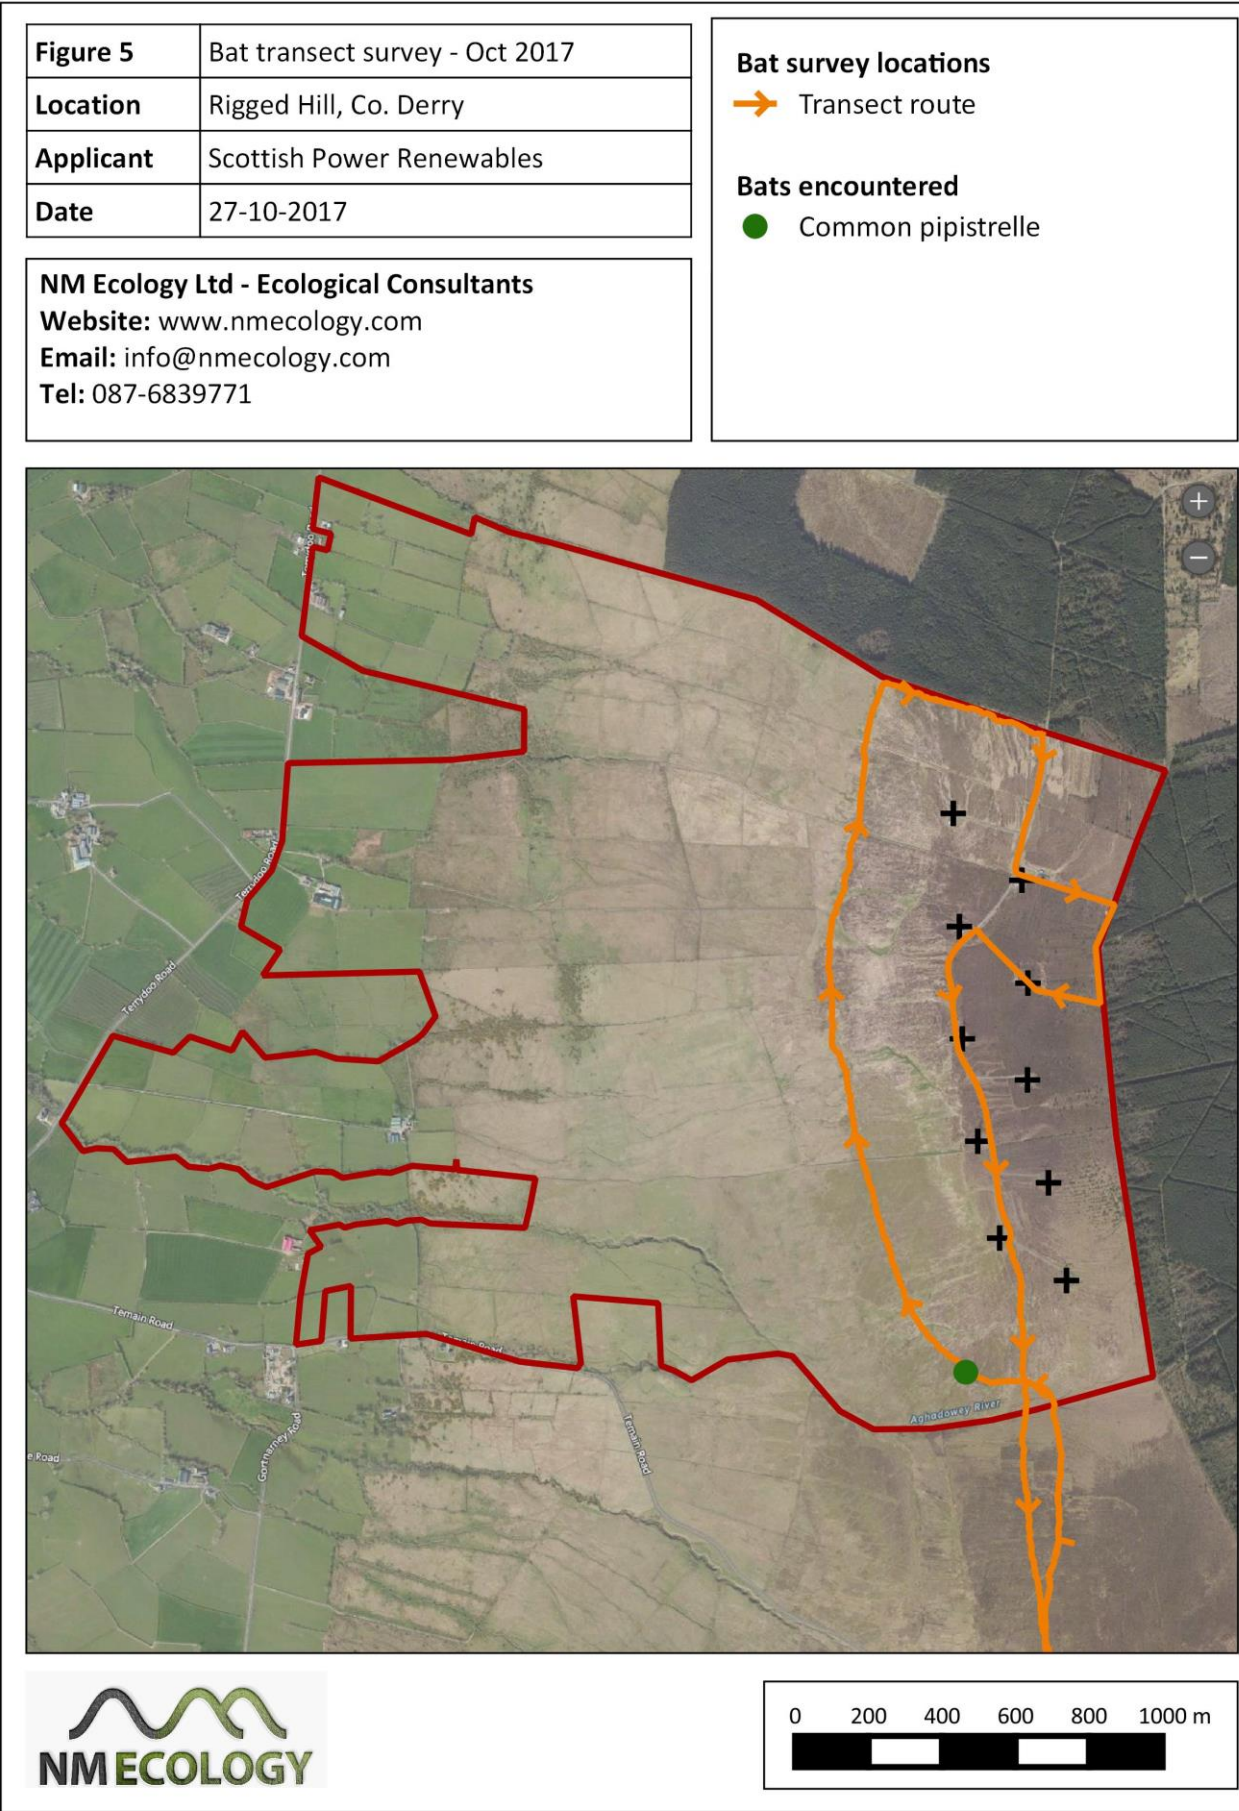 Figure 5 Bat transect survey - Oct 2017
Location Rigged Hill, Co. Derry
Applicant Scottish Power Renewables
Date 27-10-2017
NM Ecology Ltd - Ecological Consultants
Website: www.nmecology.com
Email: info@nmecology.com
Tel: 087-6839771
Bat survey locations
Transect route
Bats encountered
Common pipistrelle
+
−
Terrydoo Road
Terrydoo Road
Temain Road
Temain Road
Temain Road
Gortnarney Road
e Road
Aghadowey River
NM ECOLOGY
0 200 400 600 800 1000 m